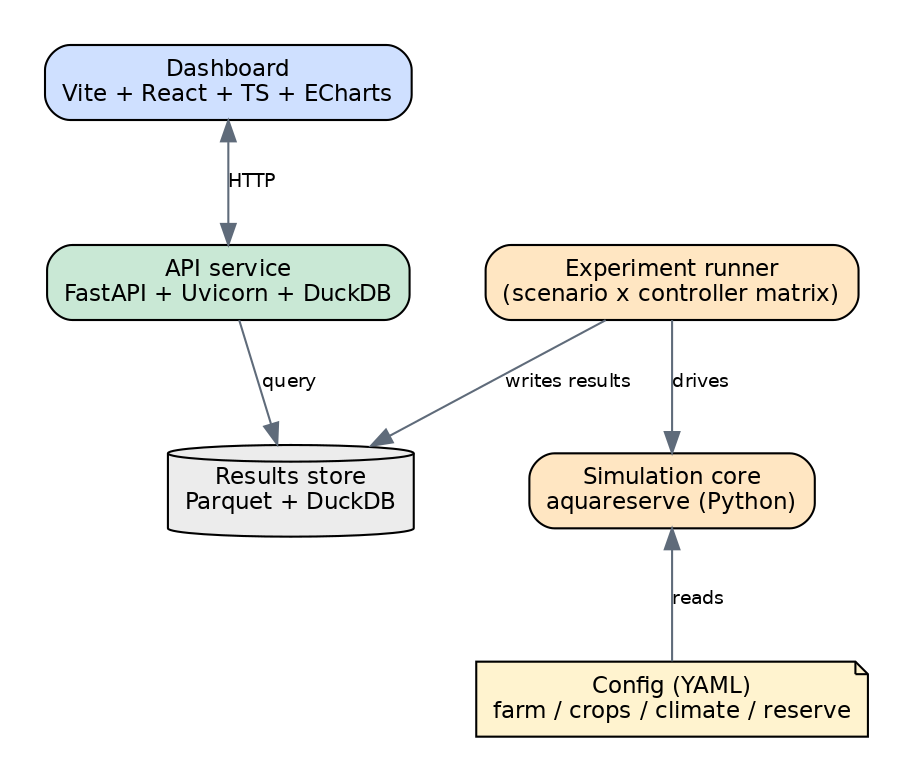 Dashboard
Vite + React + TS + ECharts
HTTP
API service
FastAPI + Uvicorn + DuckDB
Experiment runner
(scenario x controller matrix)
query
writes results
drives
Results store
Parquet + DuckDB
Simulation core
aquareserve (Python)
reads
Config (YAML)
farm / crops / climate / reserve